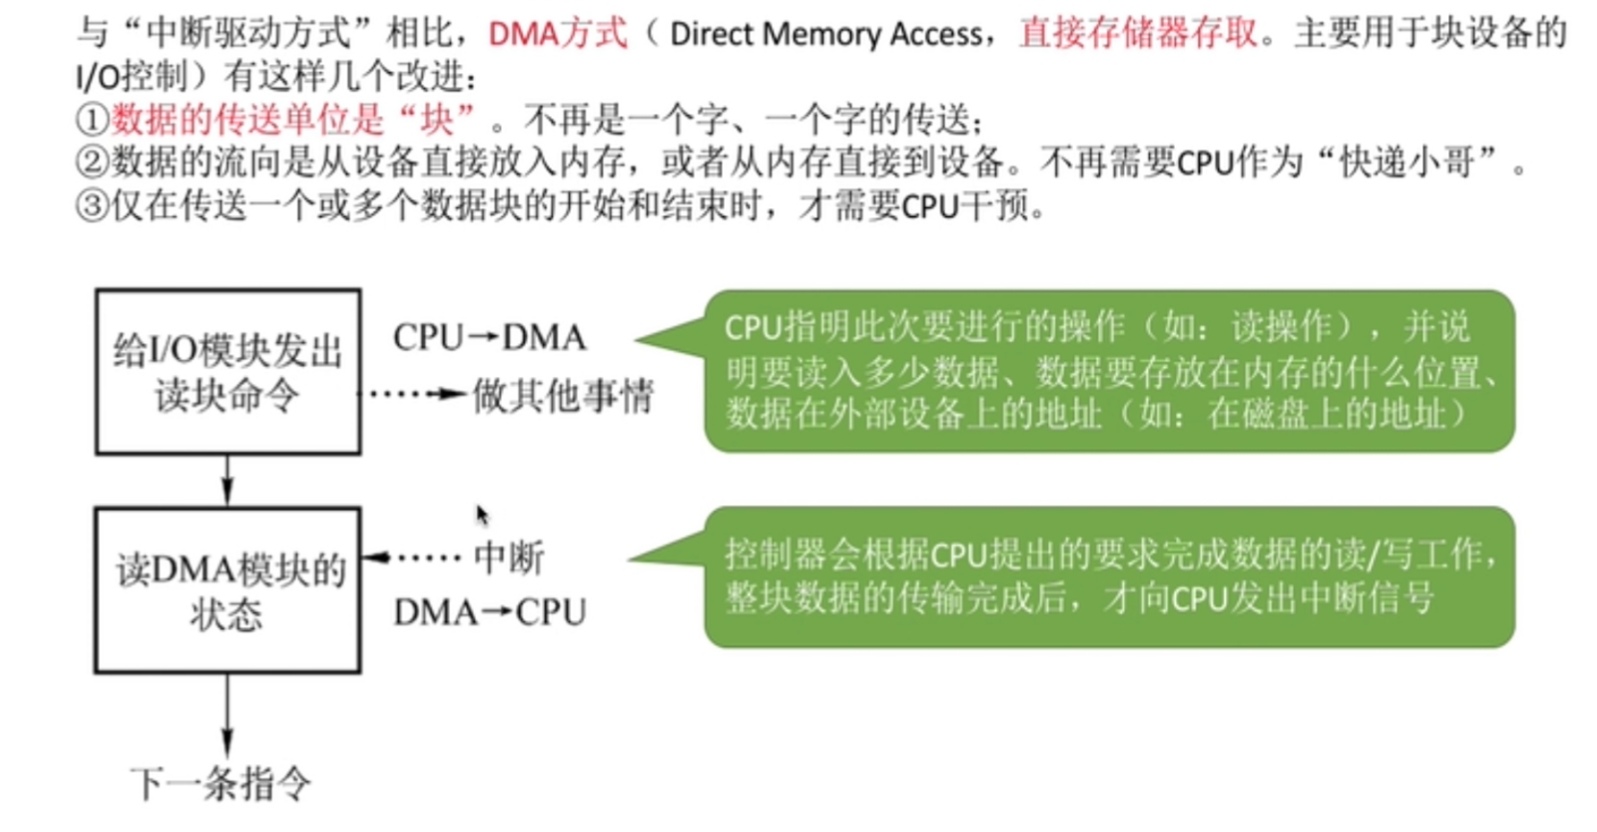 与“中断驱动方式”相比，DMA方式（ Direct Memory Access，直接存储器存取。主要用于块设备的
I/O控制）有这样几个改进：
①数据的传送单位是“块”。不再是一个字、一个字的传送；
②数据的流向是从设备直接放入内存，或者从内存直接到设备。不再需要CPU作为“快递小哥”。
③仅在传送一个或多个数据块的开始和结束时，才需要CPU干预。
给I/O模块发出
读块命令
CPU→DMA
做其他事情
CPU指明此次要进行的操作（如：读操作），并说
明要读入多少数据、数据要存放在内存的什么位置、
数据在外部设备上的地址（如：在磁盘上的地址）
读DMA模块的
状态
中断
DMA→CPU
控制器会根据CPU提出的要求完成数据的读/写工作，
整块数据的传输完成后，才向CPU发出中断信号
下一条指令